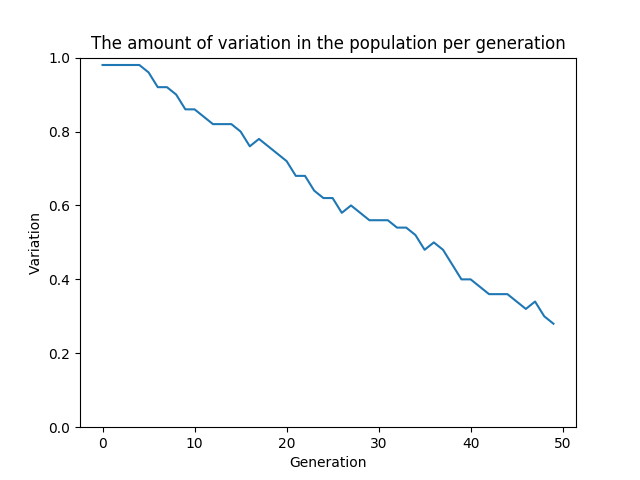 The amount of variation in the population per generation
1.0
0.8
0.6
0.4
0.2
0.0
Variation
0 10 20 30 40 50
Generation